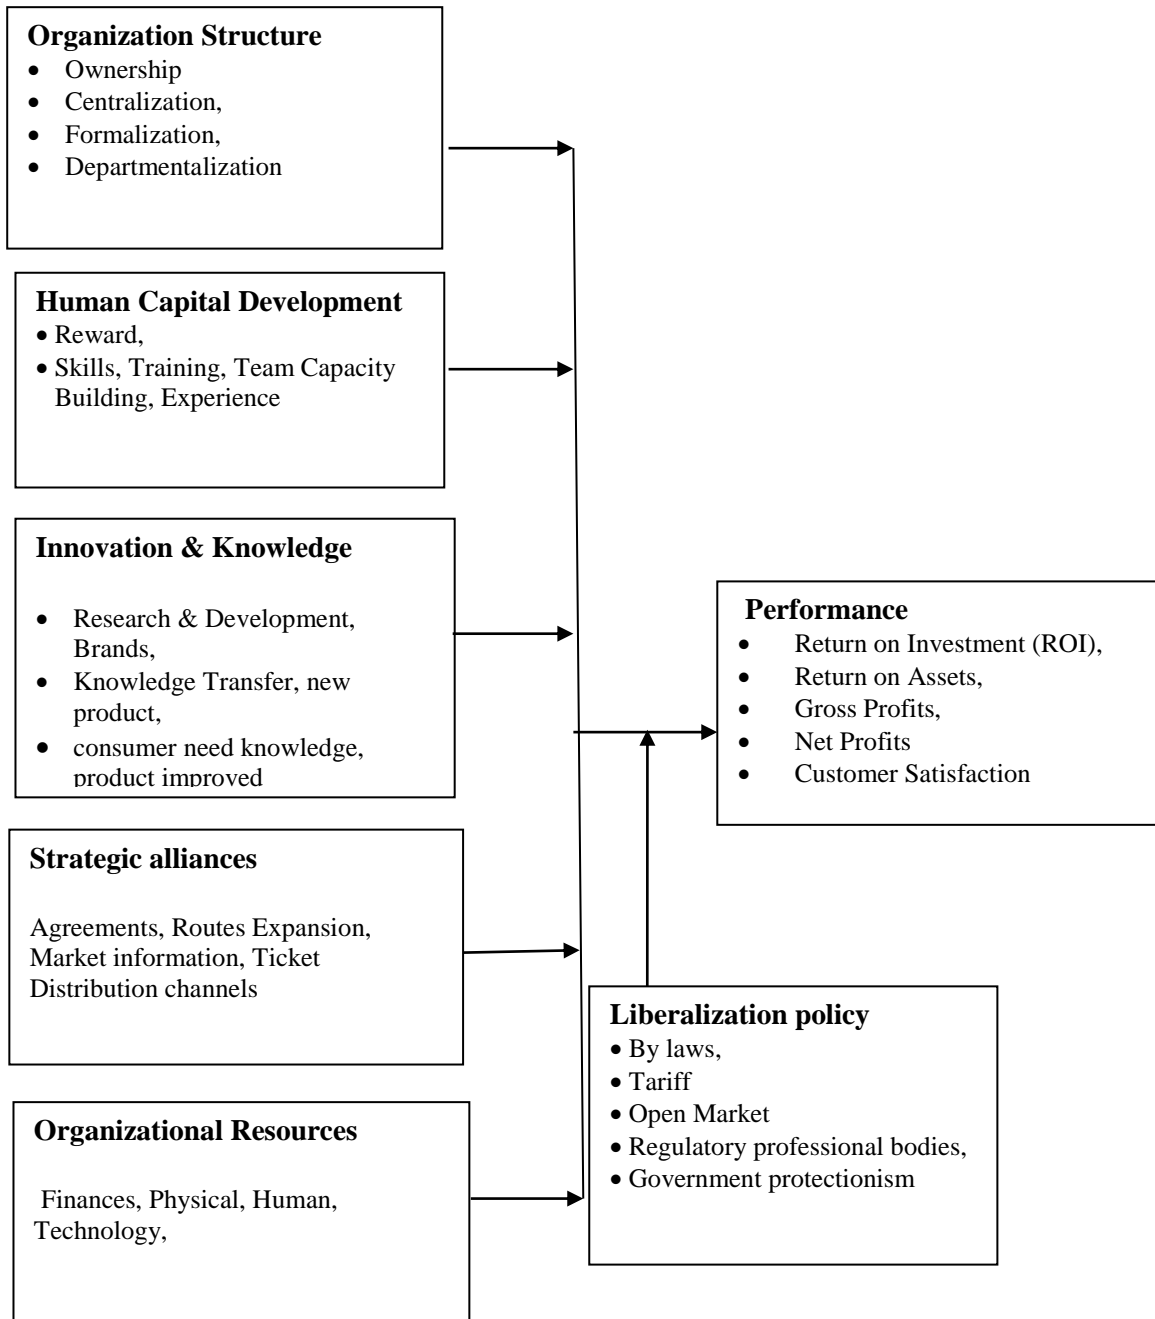 Organization Structure
• Ownership
• Centralization,
• Formalization,
• Departmentalization
Human Capital Development
• Reward,
• Skills, Training, Team Capacity
Building, Experience
Innovation & Knowledge
• Research & Development,
Brands,
• Knowledge Transfer, new
product,
• consumer need knowledge,
product improved
Strategic alliances
Agreements, Routes Expansion,
Market information, Ticket
Distribution channels
Organizational Resources
Finances, Physical, Human,
Technology,
Performance
• Return on Investment (ROI),
• Return on Assets,
• Gross Profits,
• Net Profits
• Customer Satisfaction
Liberalization policy
• By laws,
• Tariff
• Open Market
• Regulatory professional bodies,
• Government protectionism